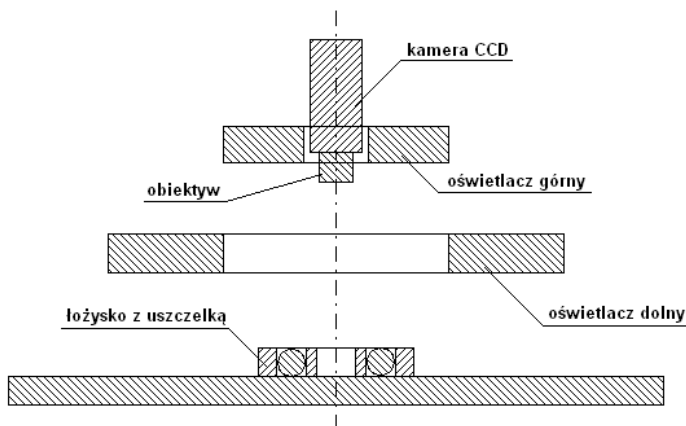 kamera CCD
oświetlacz górny
obiektyw
oświetlacz dolny
łożysko z uszczelką